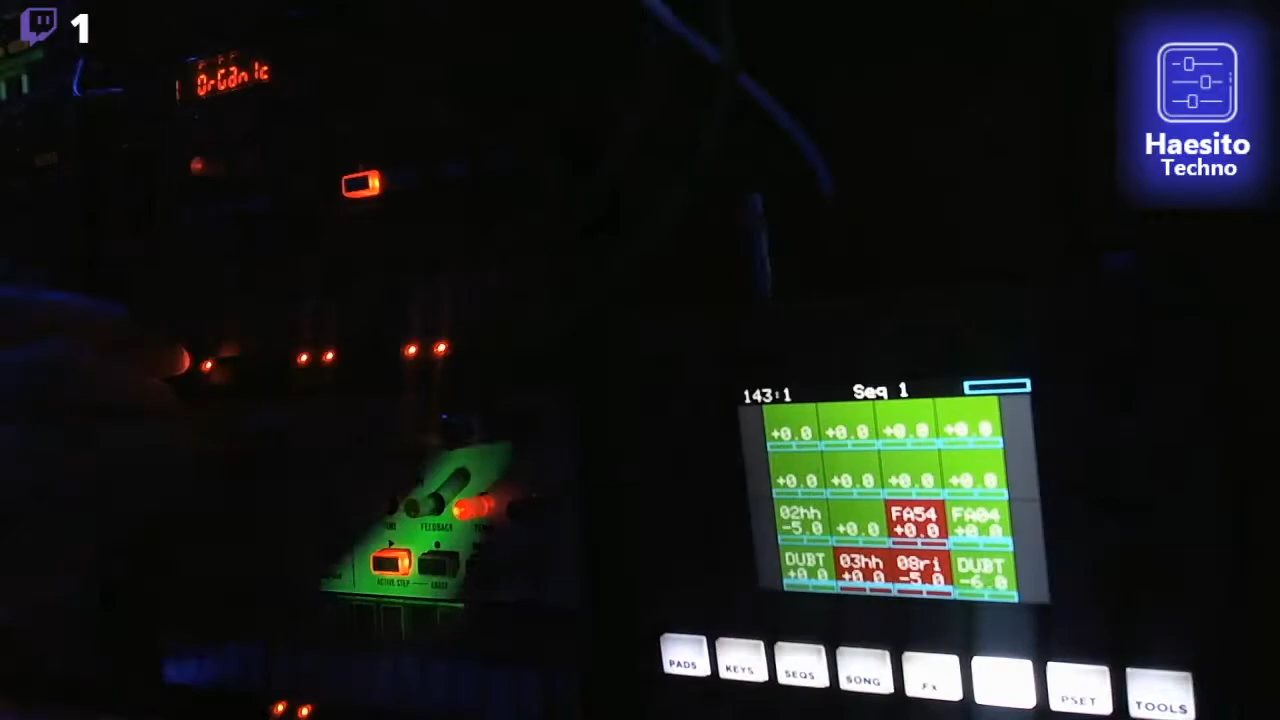 1
OrGanic
Haesito
Techno
143:1 Seq 1
+0.0 +0.0 +0.0 +0.0
+0.0 +0.0 +0.0 +0.0
02hh FA54 FA04
-5.0 +0.0 +0.0 +0.0
DUBT 03hh 08ri DUBT
+0.0 +0.0 -5.0 -6.0
FEEDBACK
ACTIVE STEP
PADS KEYS SEQS SONG FX PSET TOOLS